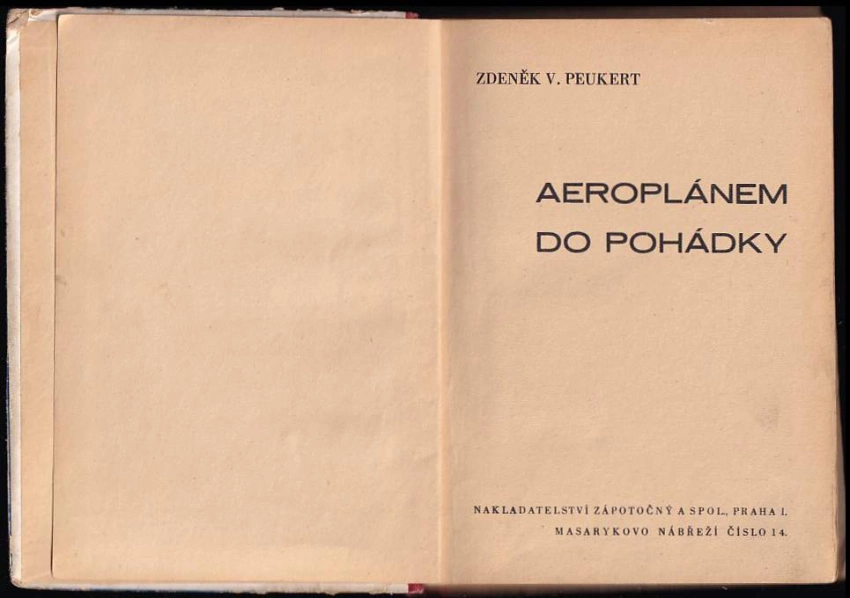 ZDENĚK V. PEUKERT
AEROPLÁNEM
DO POHÁDKY
NAKLADATELSTVÍ ZÁPOTOČNÝ A SPOL., PRAHA I.
MASARYKOVO NÁBŘEŽÍ ČÍSLO 14.